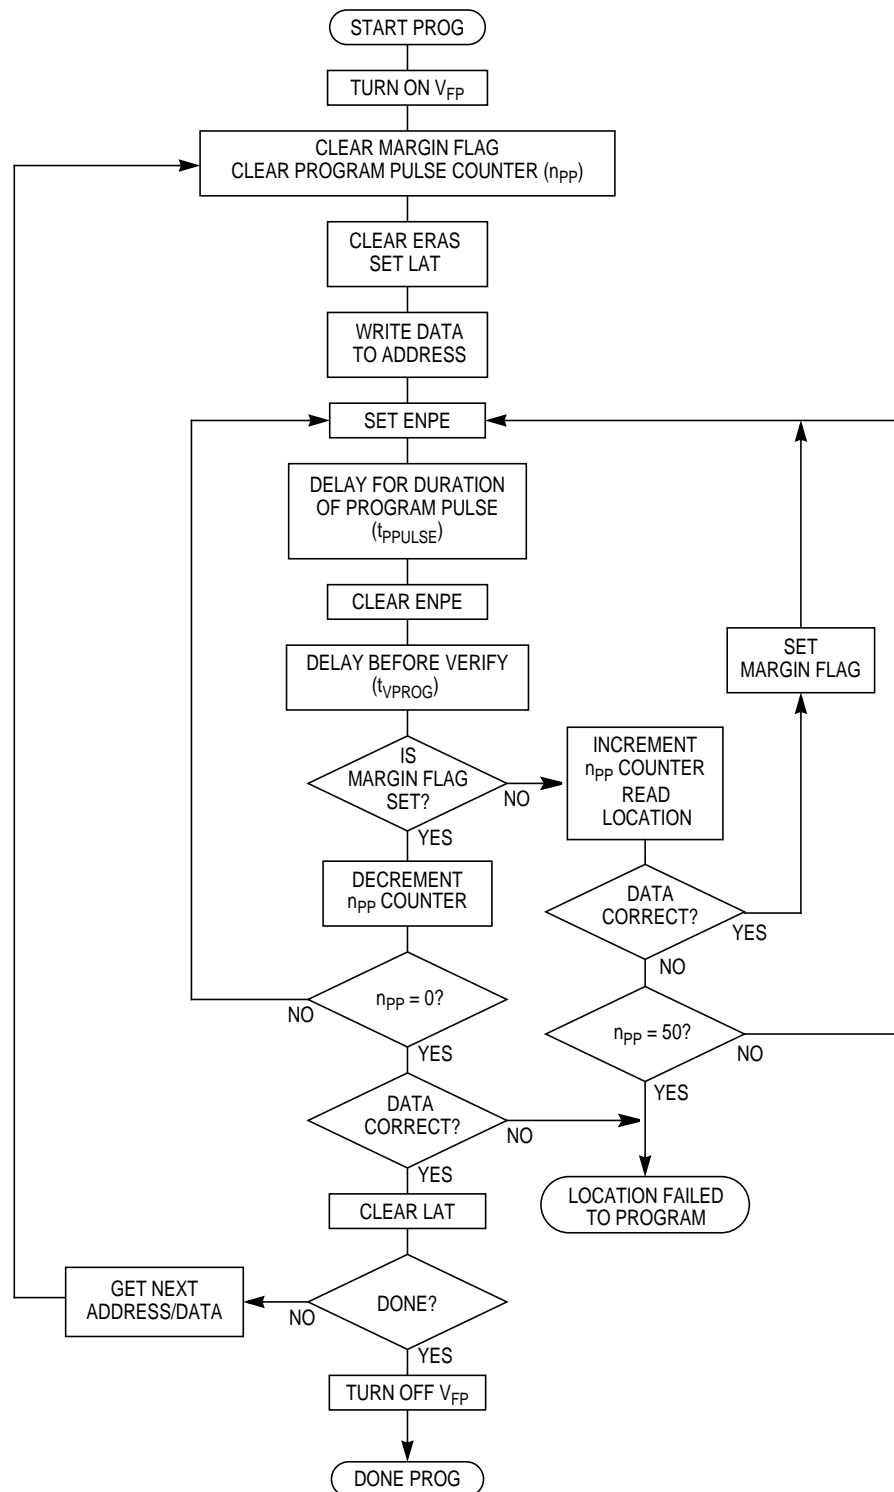 START PROG
TURN ON VFP
CLEAR MARGIN FLAG
CLEAR PROGRAM PULSE COUNTER (nPP)
CLEAR ERAS
SET LAT
WRITE DATA
TO ADDRESS
SET ENPE
DELAY FOR DURATION
OF PROGRAM PULSE
(tPPULSE)
CLEAR ENPE
DELAY BEFORE VERIFY
(tVPROG)
SET
MARGIN FLAG
IS
MARGIN FLAG
SET?
NO
YES
INCREMENT
nPP COUNTER
READ
LOCATION
DECREMENT
nPP COUNTER
DATA
CORRECT?
YES
NO
nPP = 0?
NO
YES
nPP = 50?
NO
YES
DATA
CORRECT?
NO
YES
LOCATION FAILED
TO PROGRAM
CLEAR LAT
GET NEXT
ADDRESS/DATA
DONE?
NO
YES
TURN OFF VFP
DONE PROG